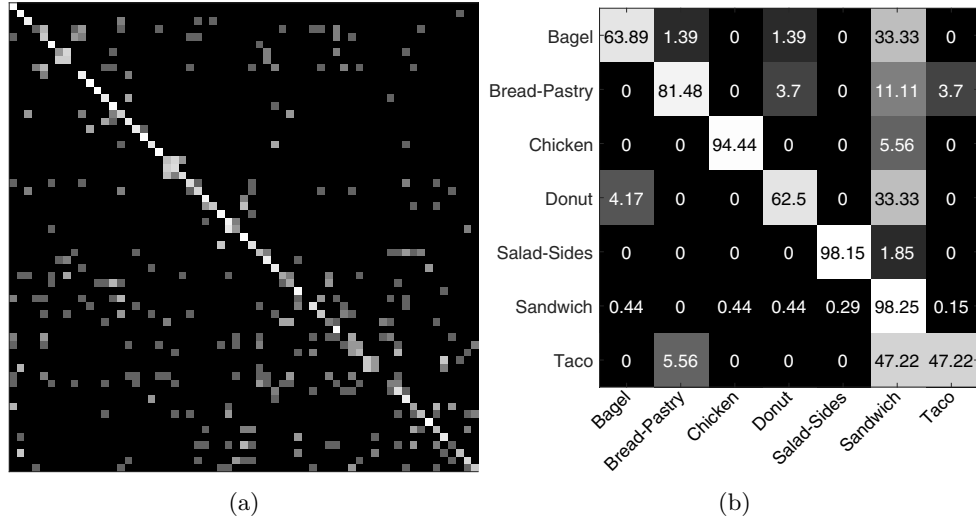 Bagel 63.89 1.39 0 1.39 0 33.33 0
Bread-Pastry 0 81.48 0 3.7 0 11.11 3.7
Chicken 0 0 94.44 0 0 5.56 0
Donut 4.17 0 0 62.5 0 33.33 0
Salad-Sides 0 0 0 0 98.15 1.85 0
Sandwich 0.44 0 0.44 0.44 0.29 98.25 0.15
Taco 0 5.56 0 0 0 47.22 47.22
Bagel Bread-Pastry Chicken Donut Salad-Sides Sandwich Taco
(a) (b)